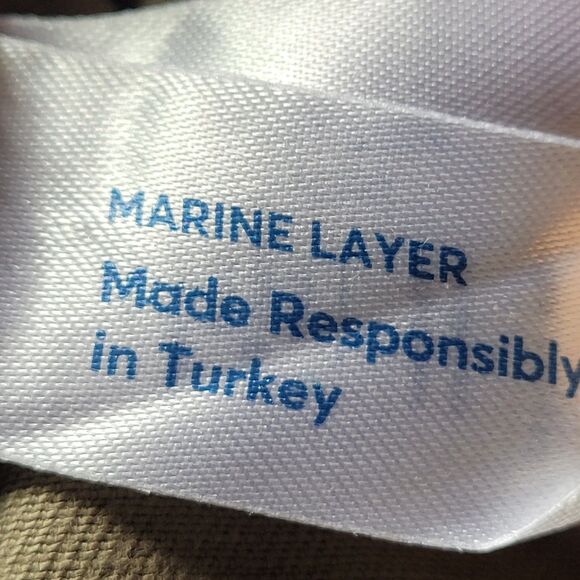 MARINE LAYER
Made Responsibly
in Turkey